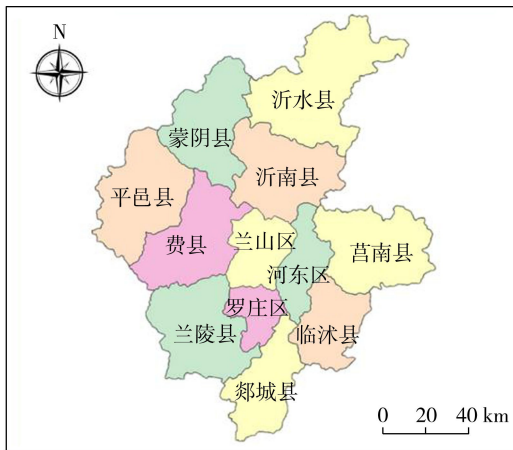 N
沂水县
蒙阴县
沂南县
平邑县
费县
兰山区
莒南县
河东区
罗庄区
兰陵县
临沭县
郯城县
0 20 40 km